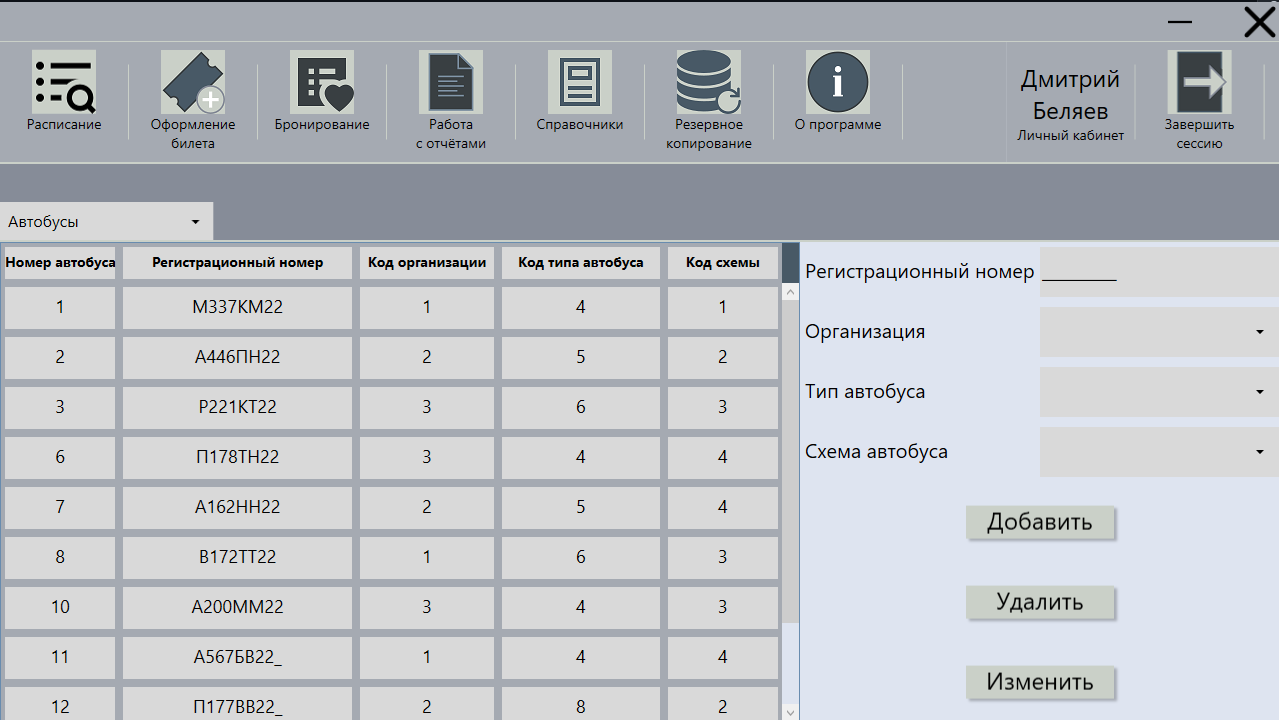 Расписание
Оформление
билета
Бронирование
Работа
с отчётами
Справочники
Резервное
копирование
О программе
Дмитрий
Беляев
Личный кабинет
Завершить
сессию
Автобусы
Номер автобуса Регистрационный номер Код организации Код типа автобуса Код схемы
1 М337КМ22 1 4 1
2 А446ПН22 2 5 2
3 Р221КТ22 3 6 3
6 П178ТН22 3 4 4
7 А162НН22 2 5 4
8 В172ТТ22 1 6 3
10 А200ММ22 3 4 3
11 А567БВ22_ 1 4 4
12 П177ВВ22_ 2 8 2
Регистрационный номер _________
Организация
Тип автобуса
Схема автобуса
Добавить
Удалить
Изменить